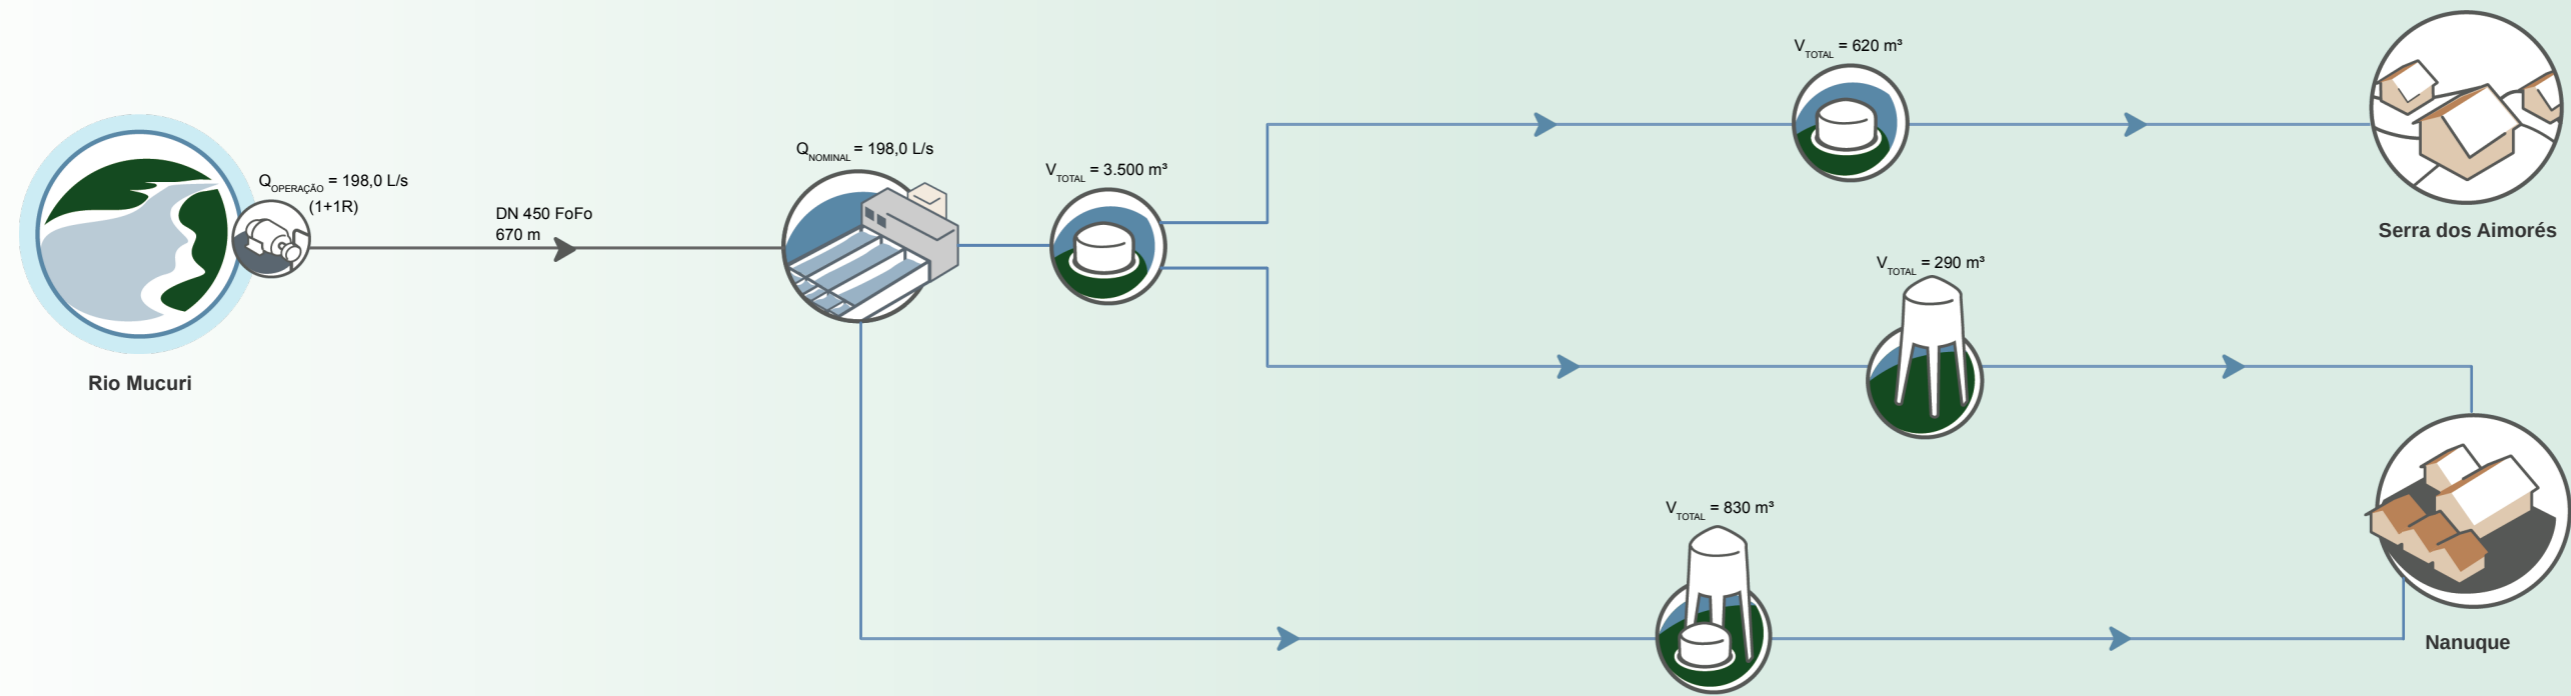 V TOTAL = 620 m³
Q NOMINAL = 198,0 L/s
V TOTAL = 3.500 m³
Q OPERAÇÃO = 198,0 L/s
(1+1R)
DN 450 FoFo
670 m
Serra dos Aimorés
V TOTAL = 290 m³
Rio Mucuri
V TOTAL = 830 m³
Nanuque